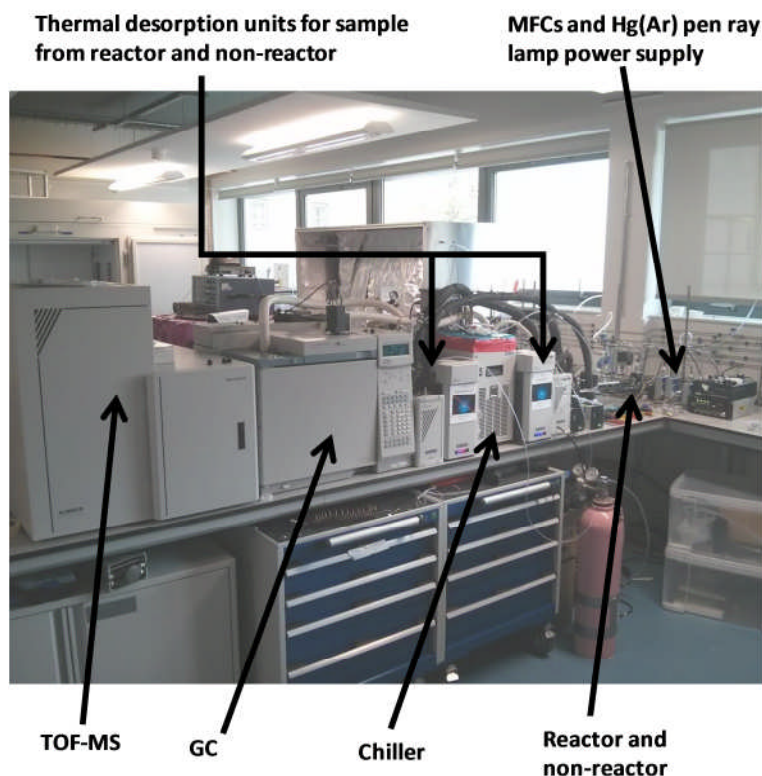 Thermal desorption units for sample
from reactor and non-reactor
MFCs and Hg(Ar) pen ray
lamp power supply
TOF-MS
GC
Chiller
Reactor and
non-reactor